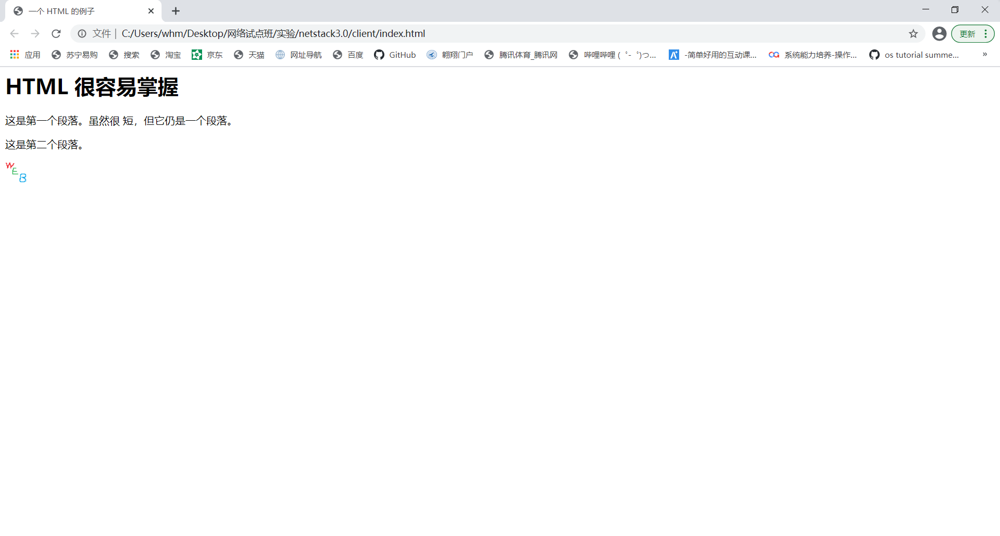 一个 HTML 的例子
文件 | C:/Users/whm/Desktop/网络试点班/实验/netstack3.0/client/index.html
更新
应用 苏宁易购 搜索 淘宝 京东 天猫 网址导航 百度 GitHub 翱翔门户 腾讯体育_腾讯网 哔哩哔哩 ( ゜- ゜)つ... -简单好用的互动课... 系统能力培养-操作... os tutorial summe... »
HTML 很容易掌握
这是第一个段落。虽然很 短，但它仍是一个段落。
这是第二个段落。
WEB